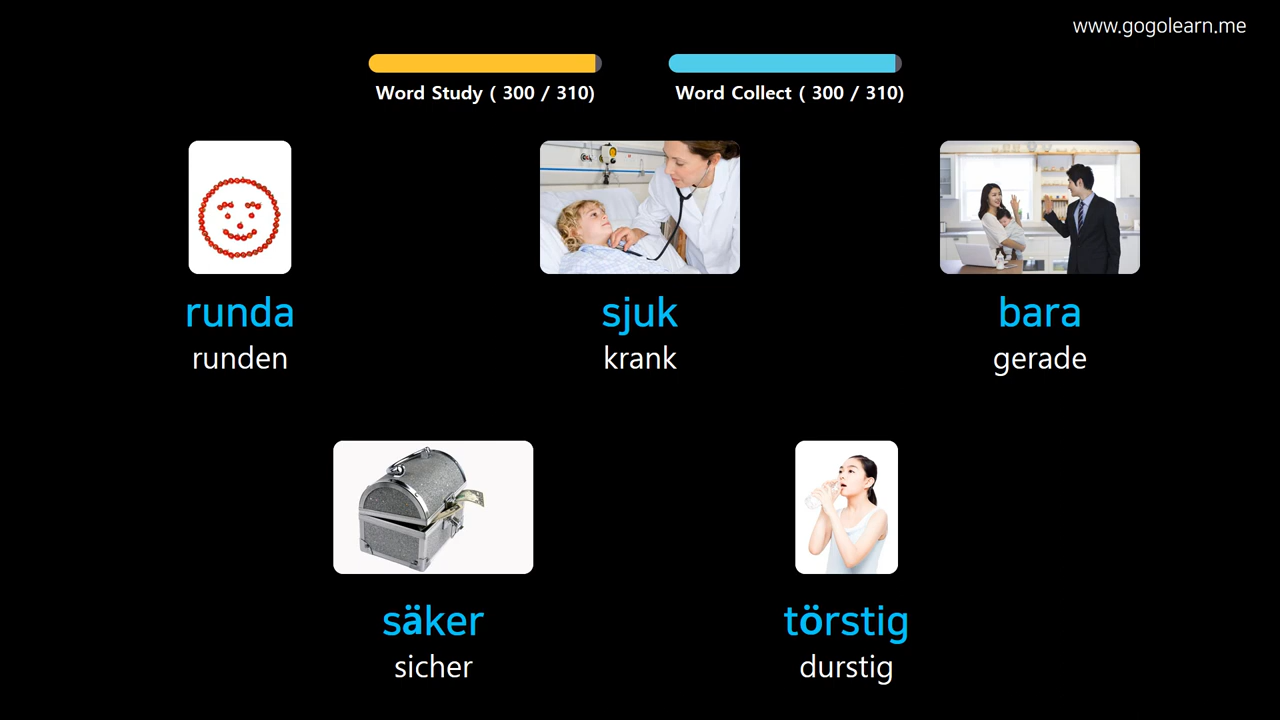 www.gogolearn.me
Word Study ( 300 / 310)
Word Collect ( 300 / 310)
runda
runden
sjuk
krank
bara
gerade
säker
sicher
törstig
durstig